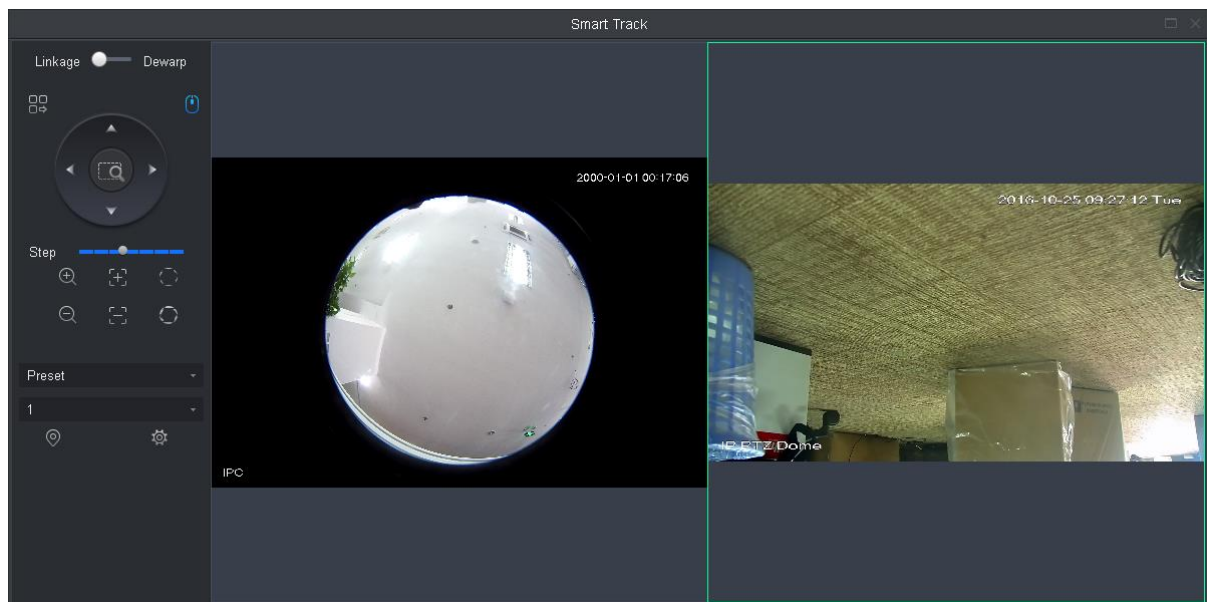 Smart Track
Linkage Dewarp
Step
Preset
1
2000-01-01 00:17:06
IPC
2016-10-25 09:27:12 Tue
IP PTZ Dome